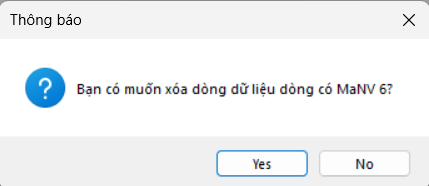 Thông báo
Bạn có muốn xóa dòng dữ liệu dòng có MaNV 6?
Yes
No